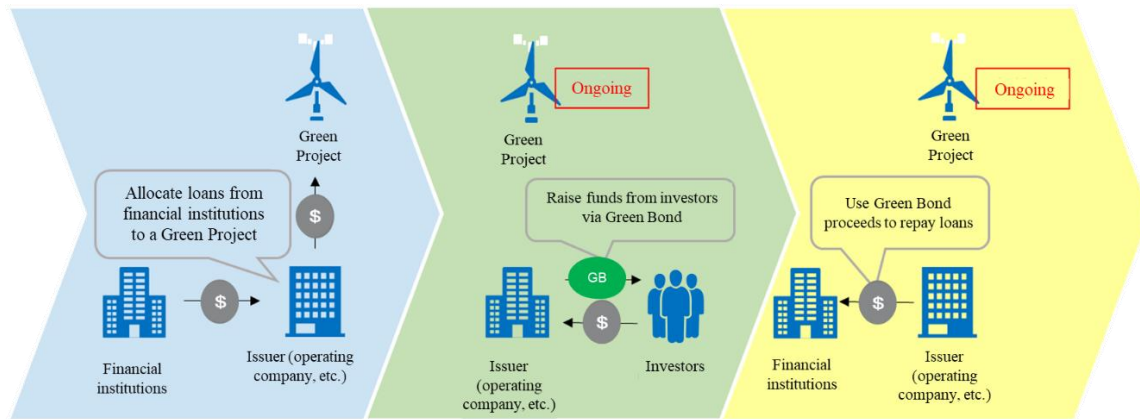 Green
Project
Allocate loans from
financial institutions
to a Green Project
$
$
Financial
institutions
Issuer (operating
company, etc.)
Ongoing
Green
Project
Raise funds from investors
via Green Bond
GB
$
Issuer
(operating
company, etc.)
Investors
Ongoing
Green
Project
Use Green Bond
proceeds to repay loans
$
Financial
institutions
Issuer
(operating
company, etc.)